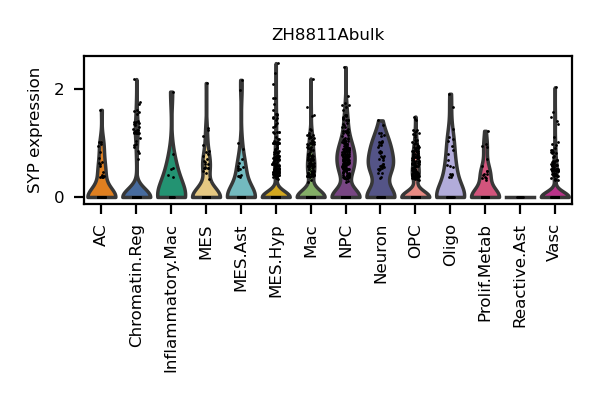 ZH8811Abulk
SYP expression
2
0
AC
Chromatin.Reg
Inflammatory.Mac
MES
MES.Ast
MES.Hyp
Mac
NPC
Neuron
OPC
Oligo
Prolif.Metab
Reactive.Ast
Vasc